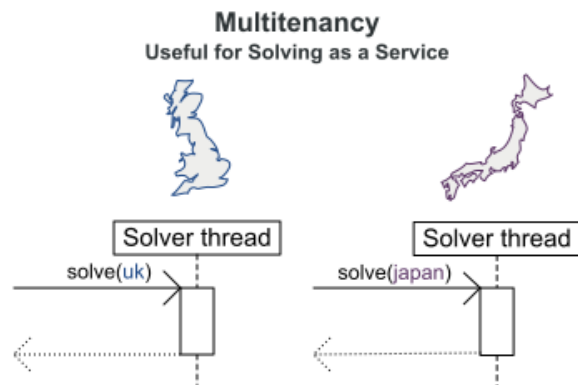 Multitenancy
Useful for Solving as a Service
Solver thread
Solver thread
solve(uk)
solve(japan)